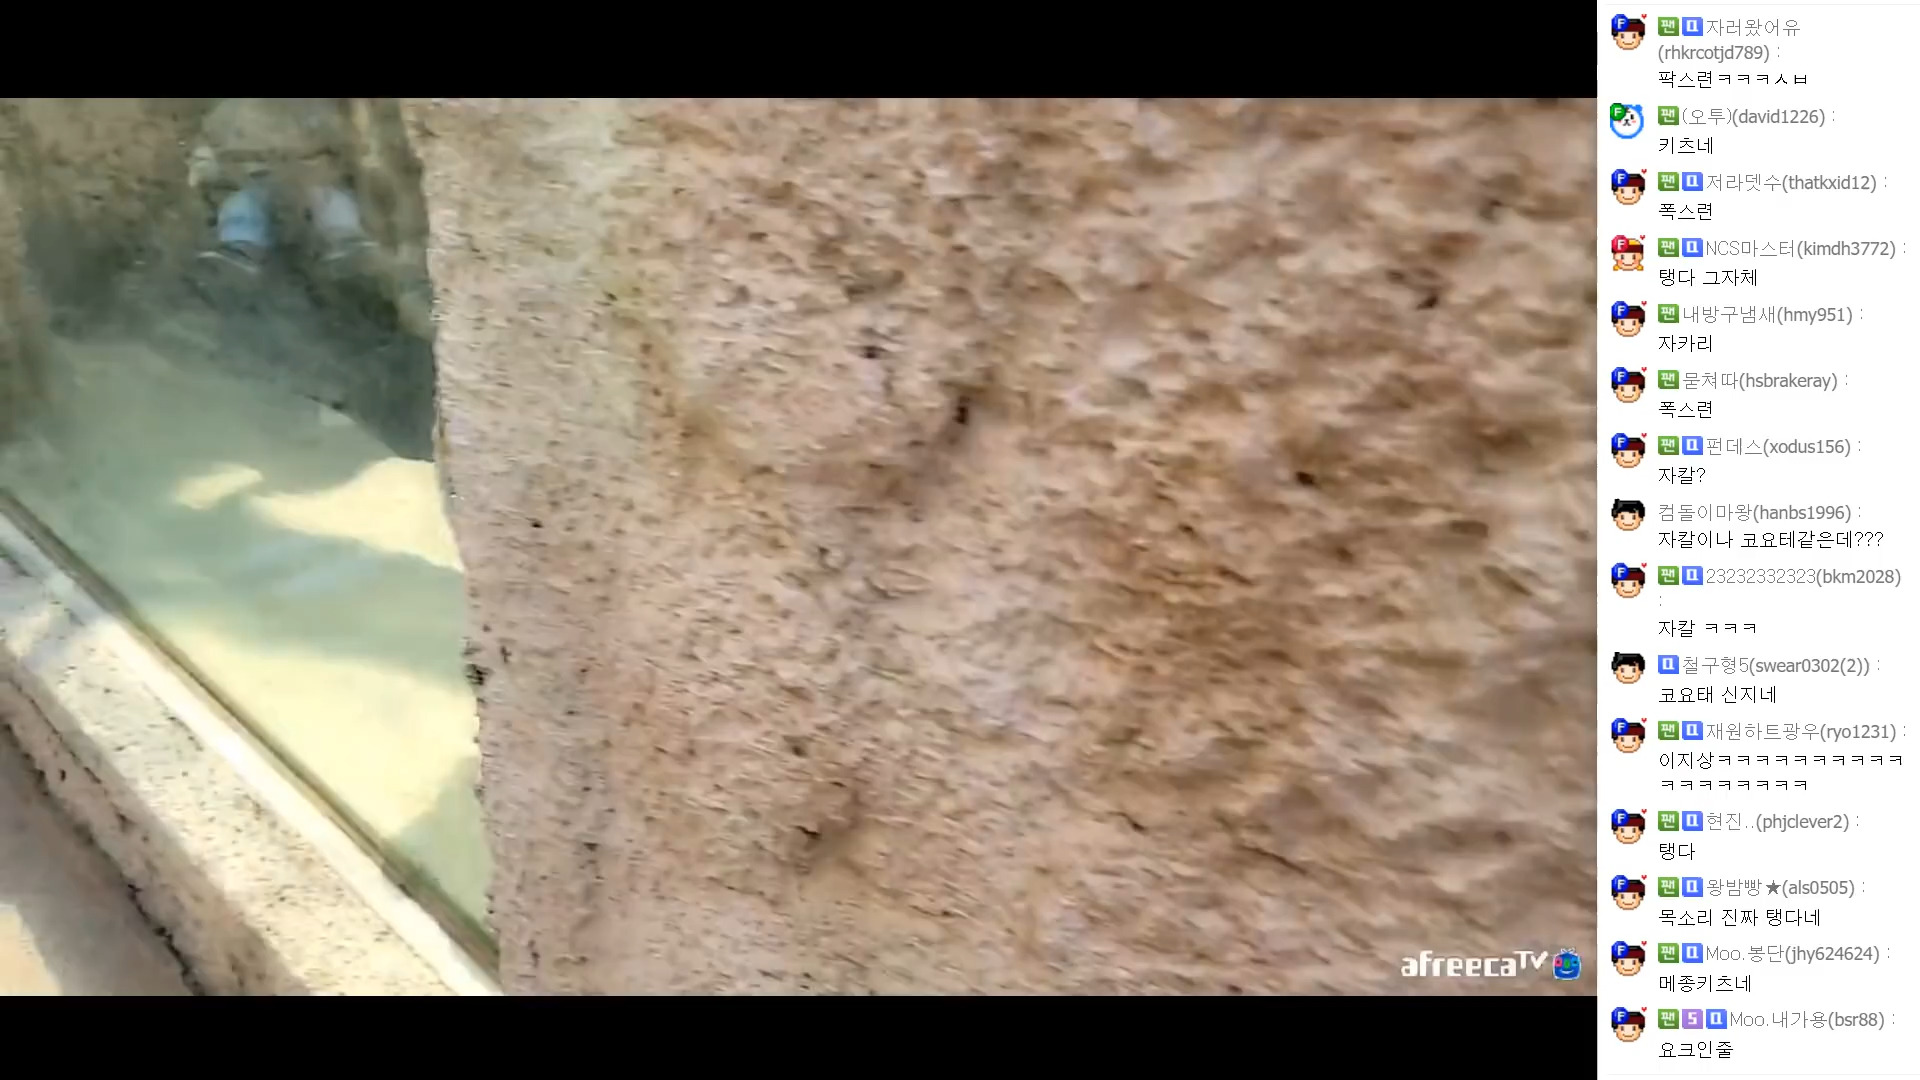 팬 자러왔어유
(rhkrcotjd789) :
팍스련ㅋㅋㅋㅅㅂ
팬 (오투)(david1226) :
키츠네
팬 저라뎃수(thatkxid12) :
폭스련
팬 NCS마스터(kimdh3772) :
탱다 그자체
팬 내방구냄새(hmy951) :
자카리
팬 묻쳐따(hsbrakeray) :
폭스련
팬 펀데스(xodus156) :
자칼?
컴돌이마왕(hanbs1996) :
자칼이나 코요테같은데???
팬 23232332323(bkm2028)
:
자칼 ㅋㅋㅋ
철구형5(swear0302(2)) :
코요태 신지네
팬 재원하트광우(ryo1231) :
이지상ㅋㅋㅋㅋㅋㅋㅋㅋㅋㅋ
ㅋㅋㅋㅋㅋㅋㅋㅋ
팬 현진..(phjclever2) :
탱다
팬 왕밤빵★(als0505) :
목소리 진짜 탱다네
팬 Moo.봉단(jhy624624) :
메종키츠네
팬 S Moo.내가용(bsr88) :
요크인줄
afreecaTV